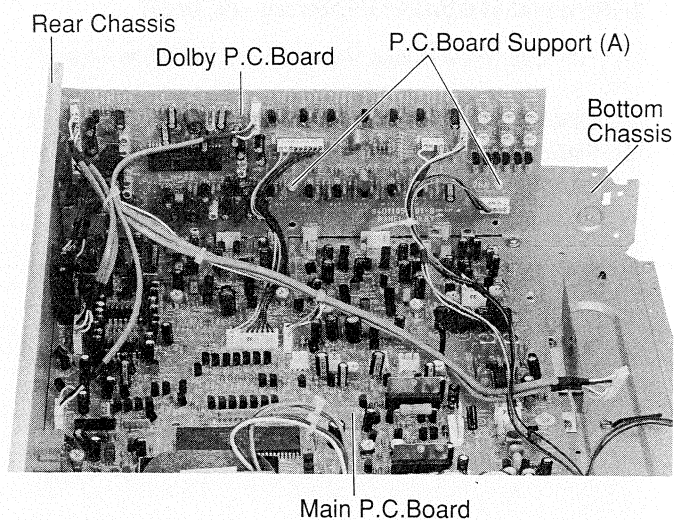 Rear Chassis
Dolby P.C.Board
P.C.Board Support (A)
Bottom
Chassis
Main P.C.Board